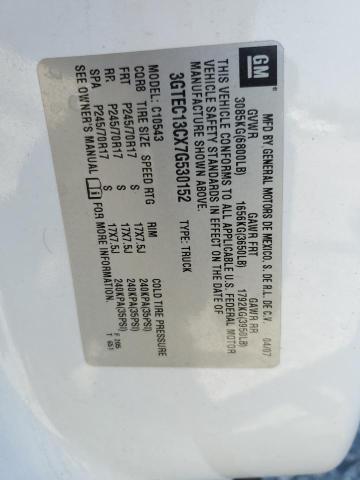 GM
MFD BY GENERAL MOTORS DE MEXICO, S. DE R.L. DE C.V.
04/07
GVWR GAWR FRT GAWR RR
3085KG(6800LB) 1656KG(3650LB) 1792KG(3950LB)
THIS VEHICLE CONFORMS TO ALL APPLICABLE U.S. FEDERAL MOTOR
VEHICLE SAFETY STANDARDS IN EFFECT ON THE DATE OF
MANUFACTURE SHOWN ABOVE.
3GTEC13CX7G530152 TYPE: TRUCK
C10543
CQRB TIRE SIZE SPEED RTG RIM COLD TIRE PRESSURE
FRT P245/70R17 S 17X7.5J 240KPA(35PSI)
RR P245/70R17 S 17X7.5J 240KPA(35PSI)
SPA P245/70R17 S 17X7.5J 240KPA(35PSI)
SEE OWNER'S MANUAL FOR MORE INFORMATION.